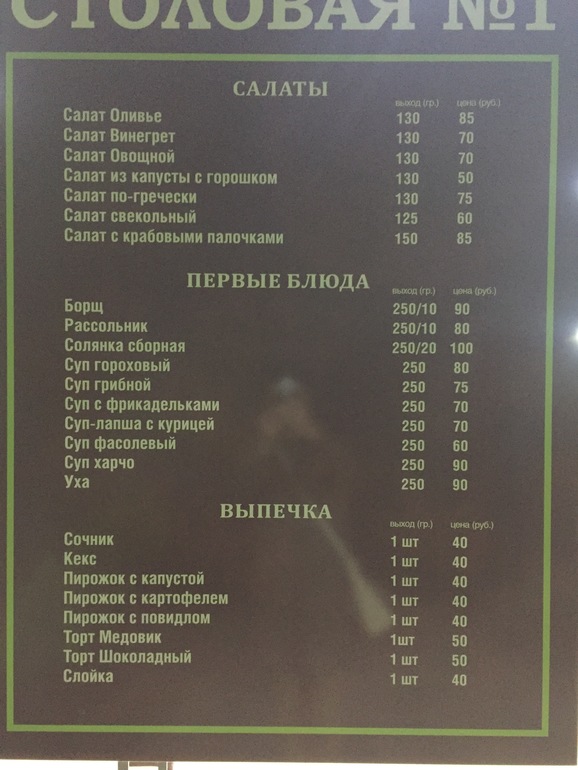 СТОЛОВАЯ №1
САЛАТЫ
выход (гр.) цена (руб.)
Салат Оливье 130 85
Салат Винегрет 130 70
Салат Овощной 130 70
Салат из капусты с горошком 130 50
Салат по-гречески 130 75
Салат свекольный 125 60
Салат с крабовыми палочками 150 85
ПЕРВЫЕ БЛЮДА
выход (гр.) цена (руб.)
Борщ 250/10 90
Рассольник 250/10 80
Солянка сборная 250/20 100
Суп гороховый 250 80
Суп грибной 250 75
Суп с фрикадельками 250 70
Суп-лапша с курицей 250 70
Суп фасолевый 250 60
Суп харчо 250 90
Уха 250 90
ВЫПЕЧКА
выход (гр.) цена (руб.)
Сочник 1 шт 40
Кекс 1 шт 40
Пирожок с капустой 1 шт 40
Пирожок с картофелем 1 шт 40
Пирожок с повидлом 1 шт 40
Торт Медовик 1шт 50
Торт Шоколадный 1 шт 50
Слойка 1 шт 40